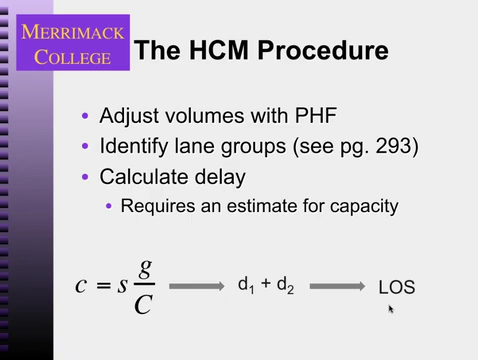 MERRIMACK
COLLEGE
The HCM Procedure
• Adjust volumes with PHF
• Identify lane groups (see pg. 293)
• Calculate delay
• Requires an estimate for capacity
c = s g/C
d₁ + d₂
LOS